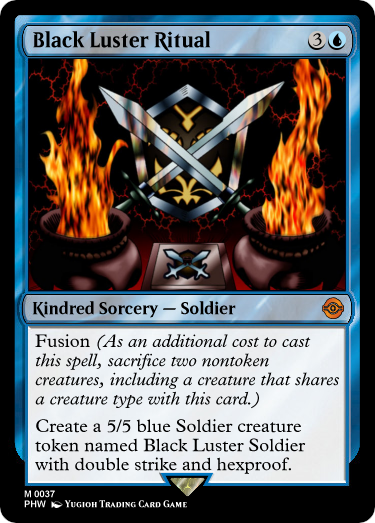 Black Luster Ritual 3
Kindred Sorcery — Soldier
Fusion (As an additional cost to cast
this spell, sacrifice two nontoken
creatures, including a creature that shares
a creature type with this card.)
Create a 5/5 blue Soldier creature
token named Black Luster Soldier
with double strike and hexproof.
M 0037
PHW YUGIOH TRADING CARD GAME